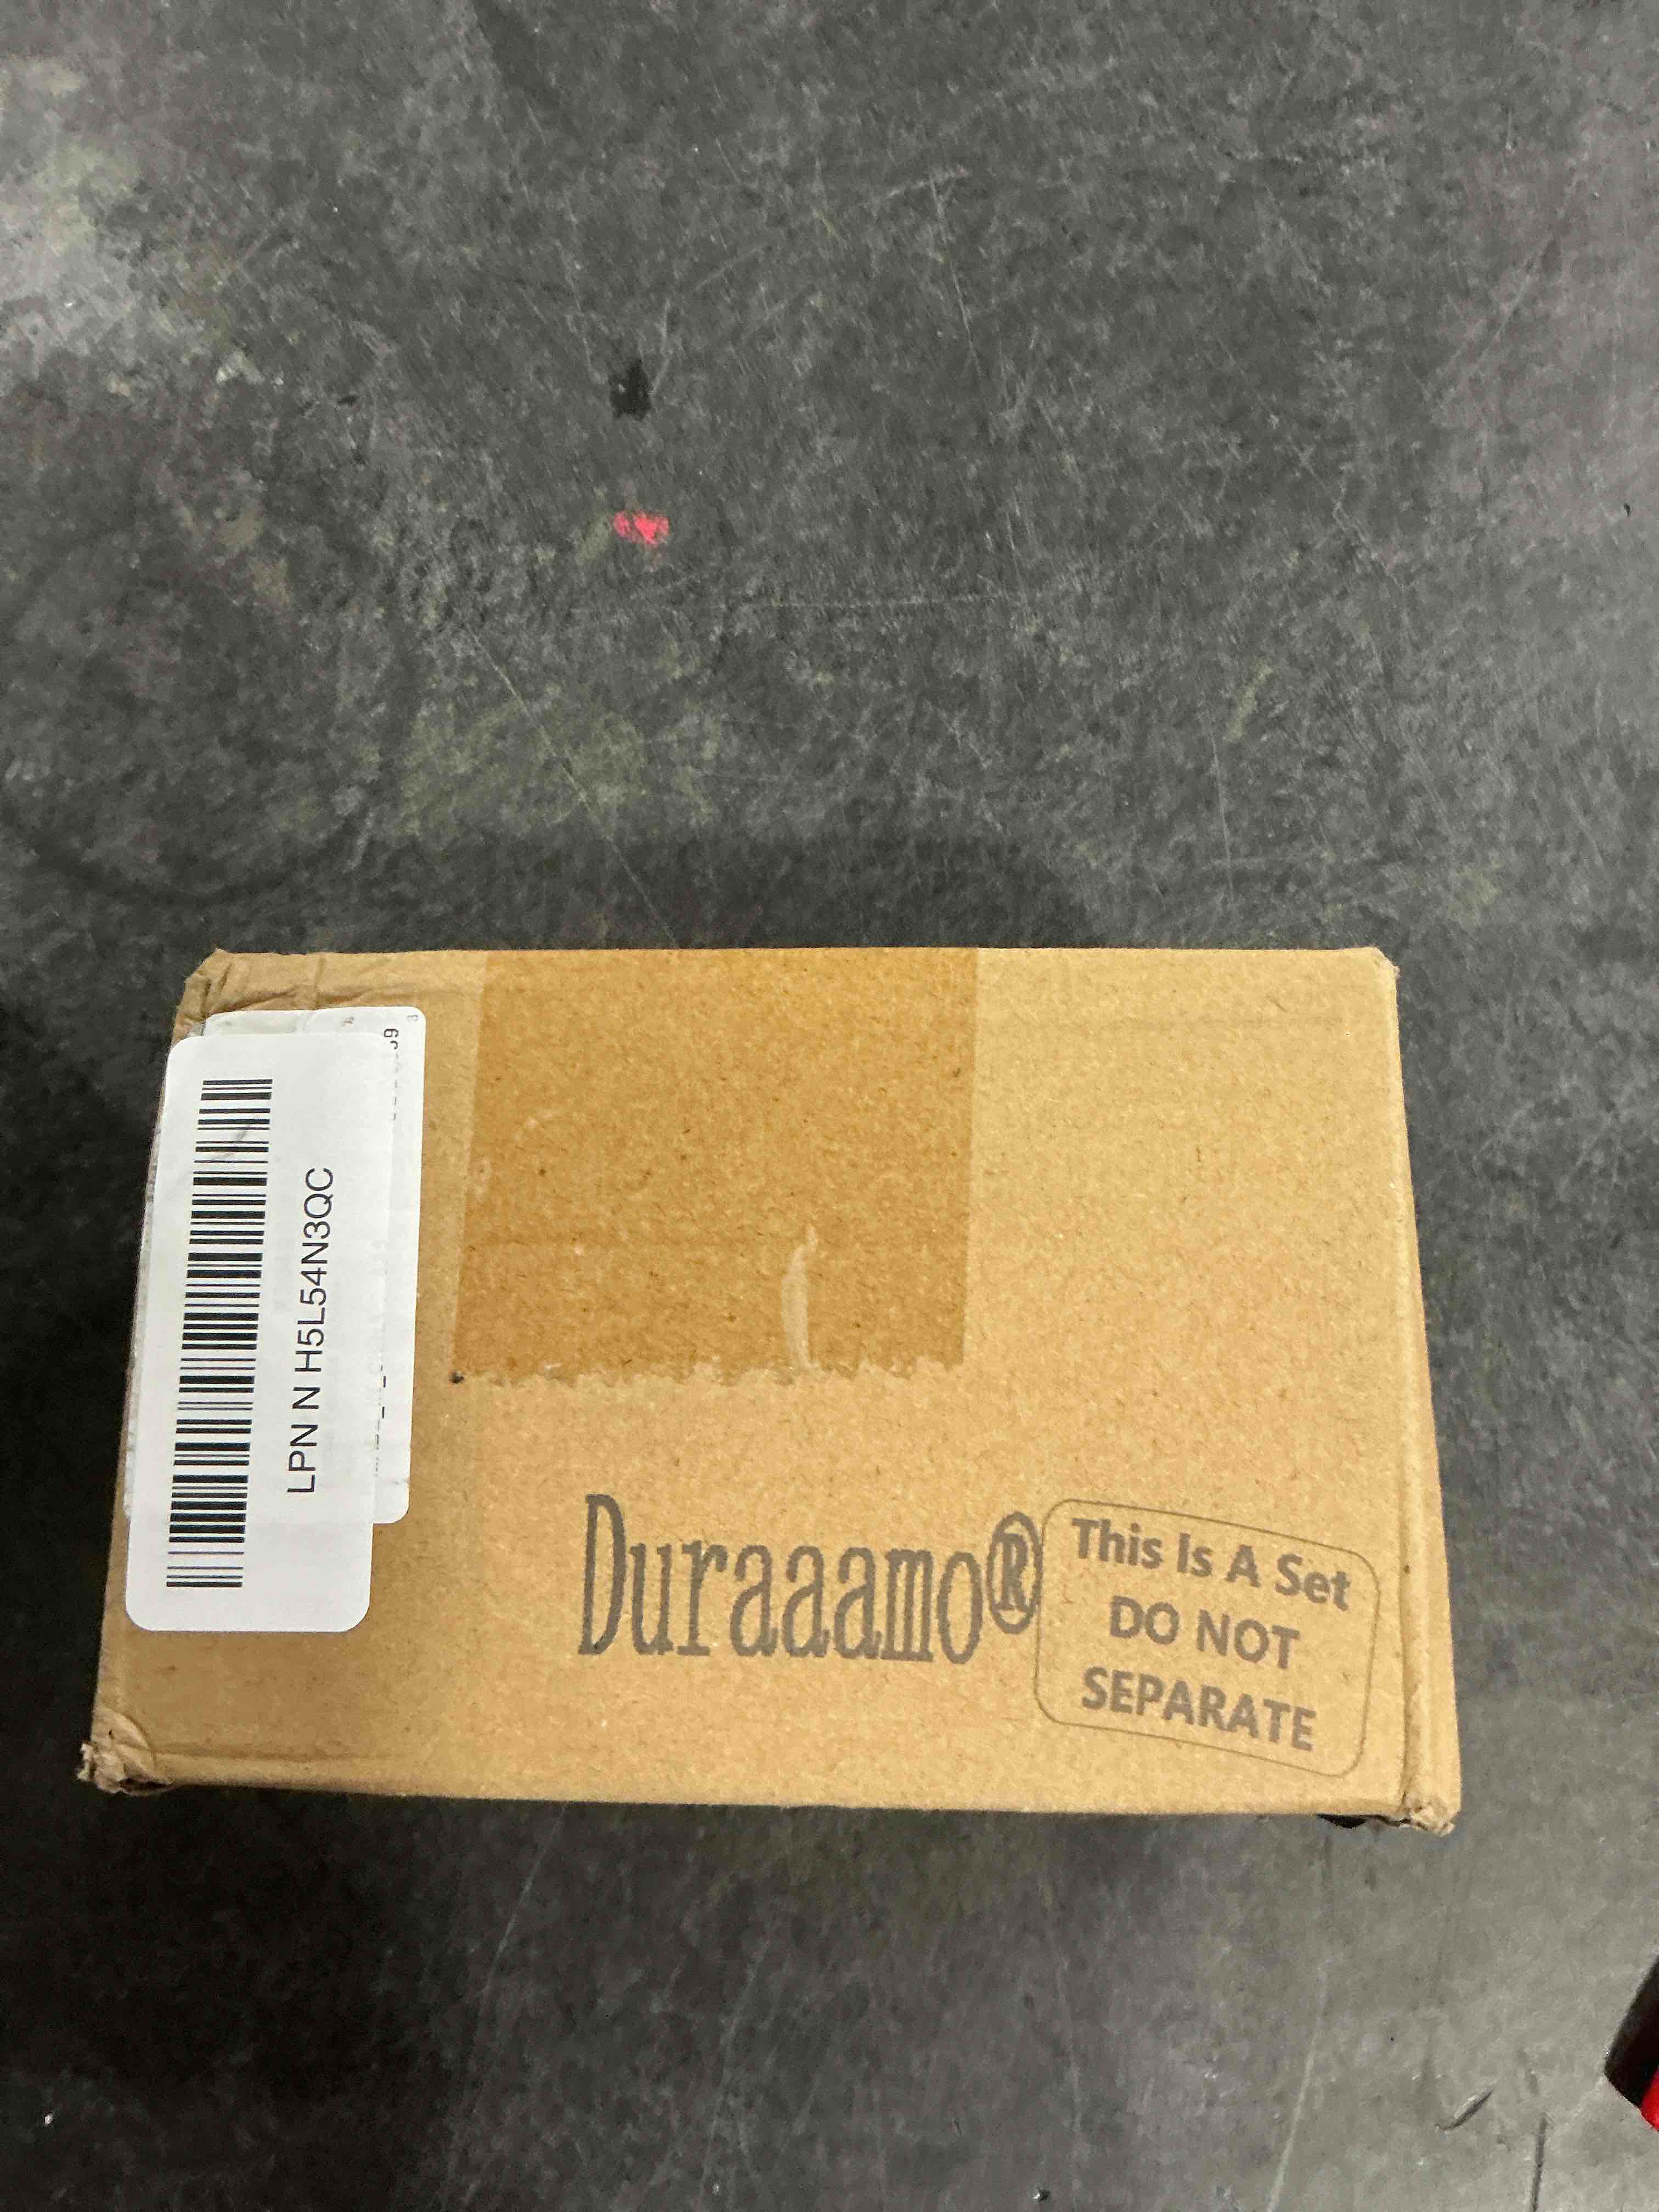 LPN N H5L54N3QC
Duraaamo®
This Is A Set
DO NOT
SEPARATE